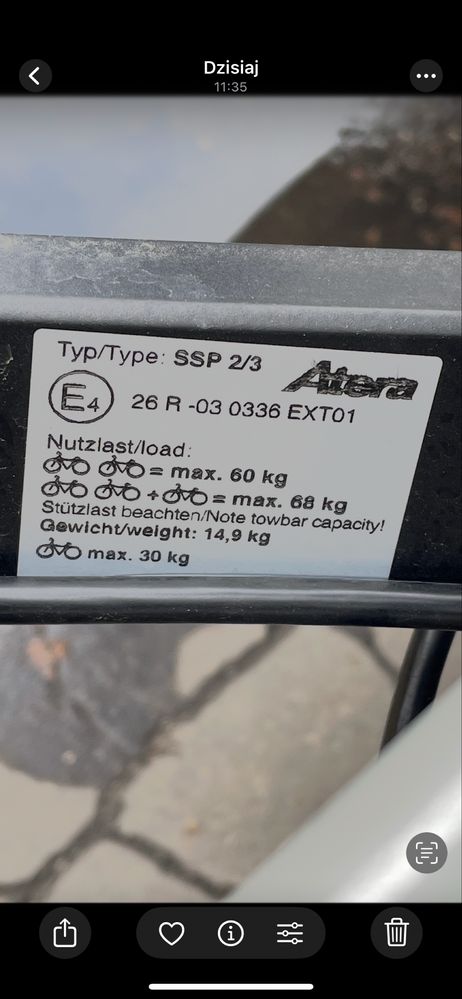 Dzisiaj
11:35
Typ/Type: SSP 2/3
Altera
E4 26 R -03 0336 EXT01
Nutzlast/load:
= max. 60 kg
+ = max. 68 kg
Stützlast beachten/Note towbar capacity!
Gewicht/weight: 14,9 kg
max. 30 kg